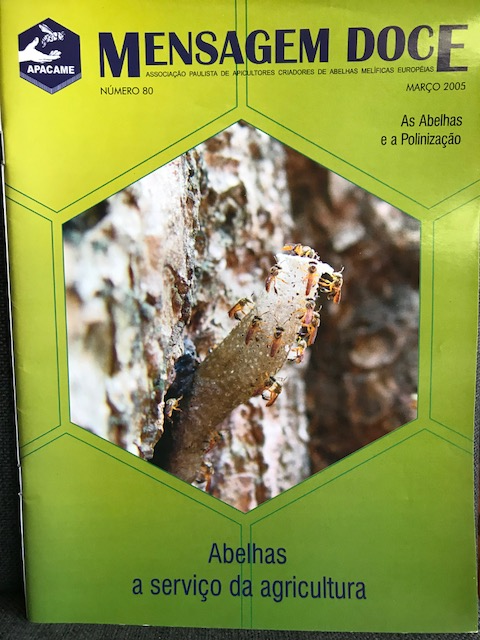 APACAME
MENSAGEM DOCE
ASSOCIAÇÃO PAULISTA DE APICULTORES CRIADORES DE ABELHAS MELÍFICAS EUROPÉIAS
NÚMERO 80
MARÇO 2005
As Abelhas
e a Polinização
Abelhas
a serviço da agricultura